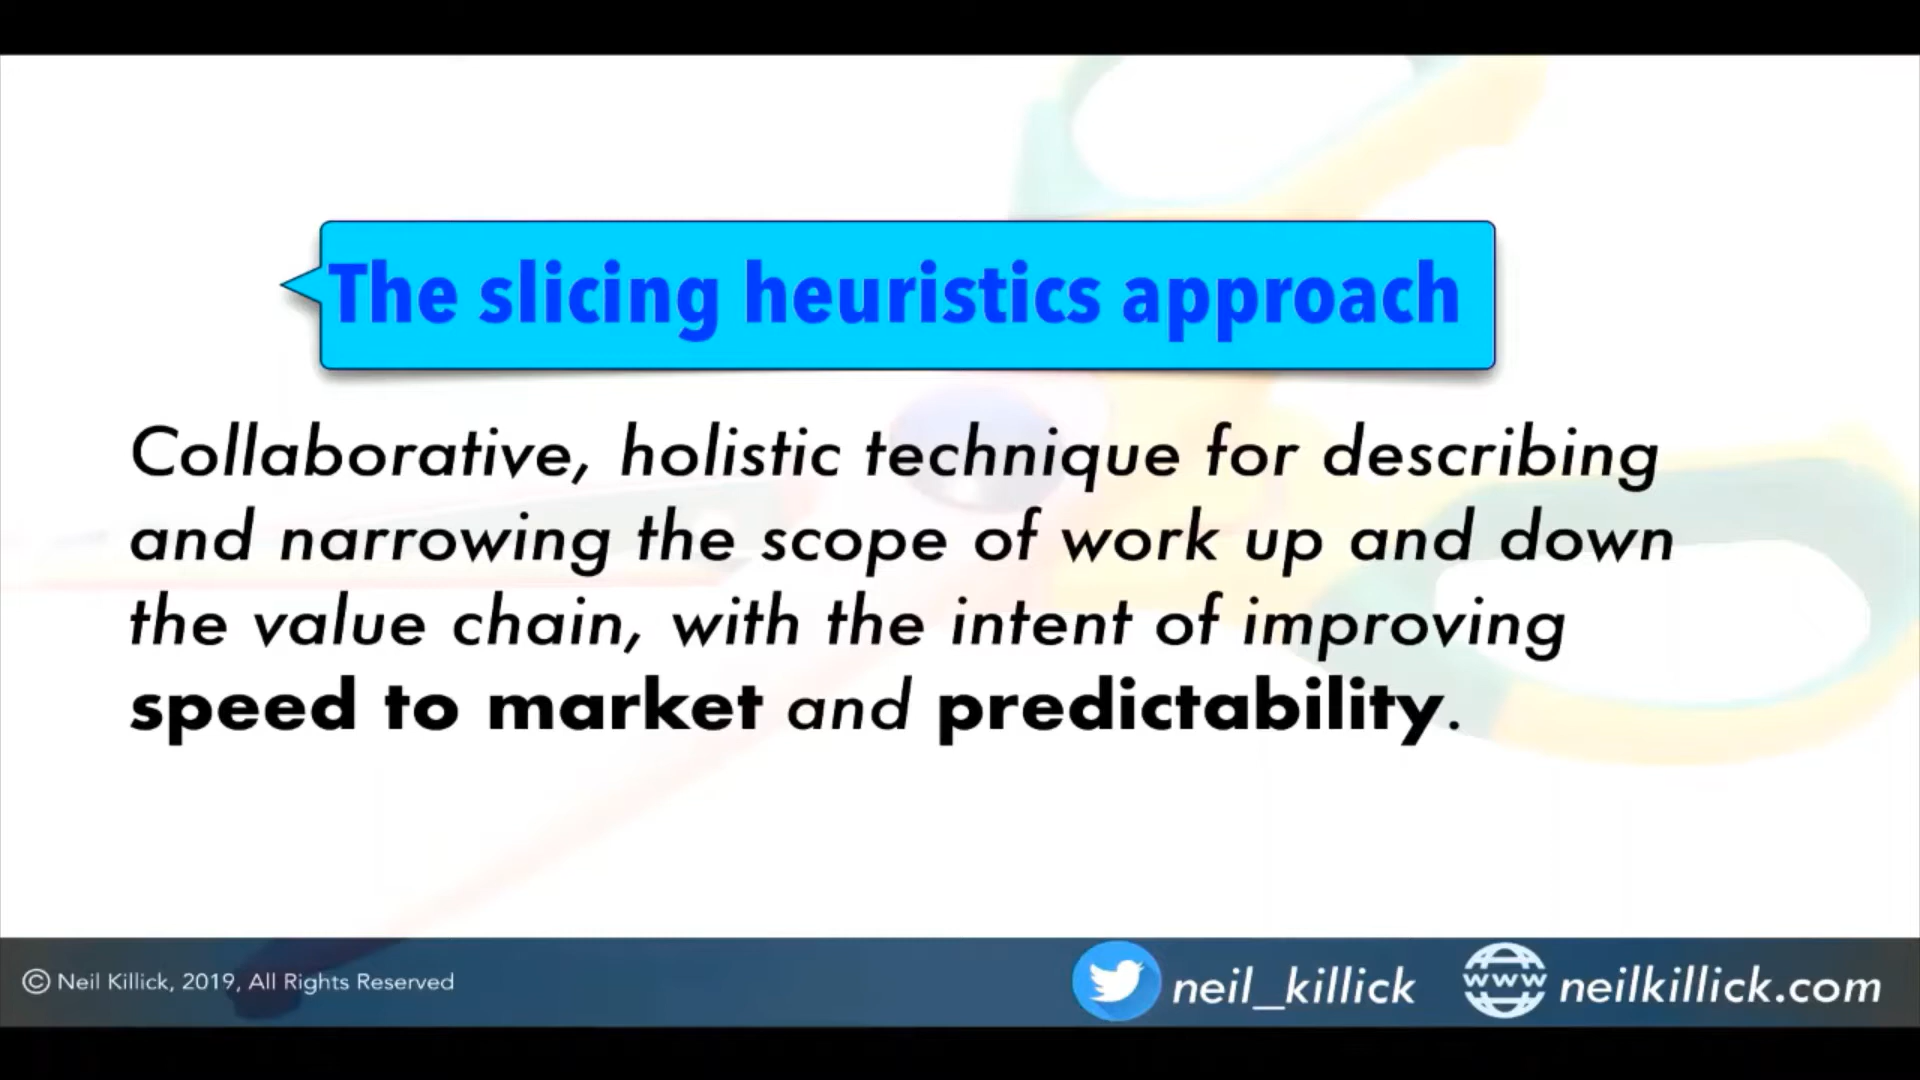 The slicing heuristics approach
Collaborative, holistic technique for describing
and narrowing the scope of work up and down
the value chain, with the intent of improving
speed to market and predictability.
© Neil Killick, 2019, All Rights Reserved
neil_killick
www
neilkillick.com